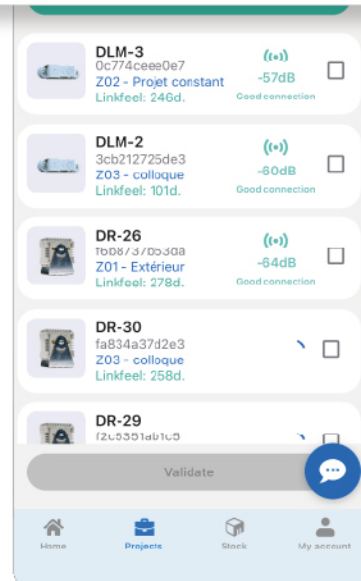 DLM-3
0c774ceee0e7
Z02 - Projet constant
Linkfeel: 246d.
-57dB
Good connection
DLM-2
3cb212725de3
Z03 - colloque
Linkfeel: 101d.
-60dB
Good connection
DR-26
f6b8737b53da
Z01 - Extérieur
Linkfeel: 278d.
-64dB
Good connection
DR-30
fa834a37d2e3
Z03 - colloque
Linkfeel: 258d.
DR-29
Validate
Home
Projects
Stock
My account